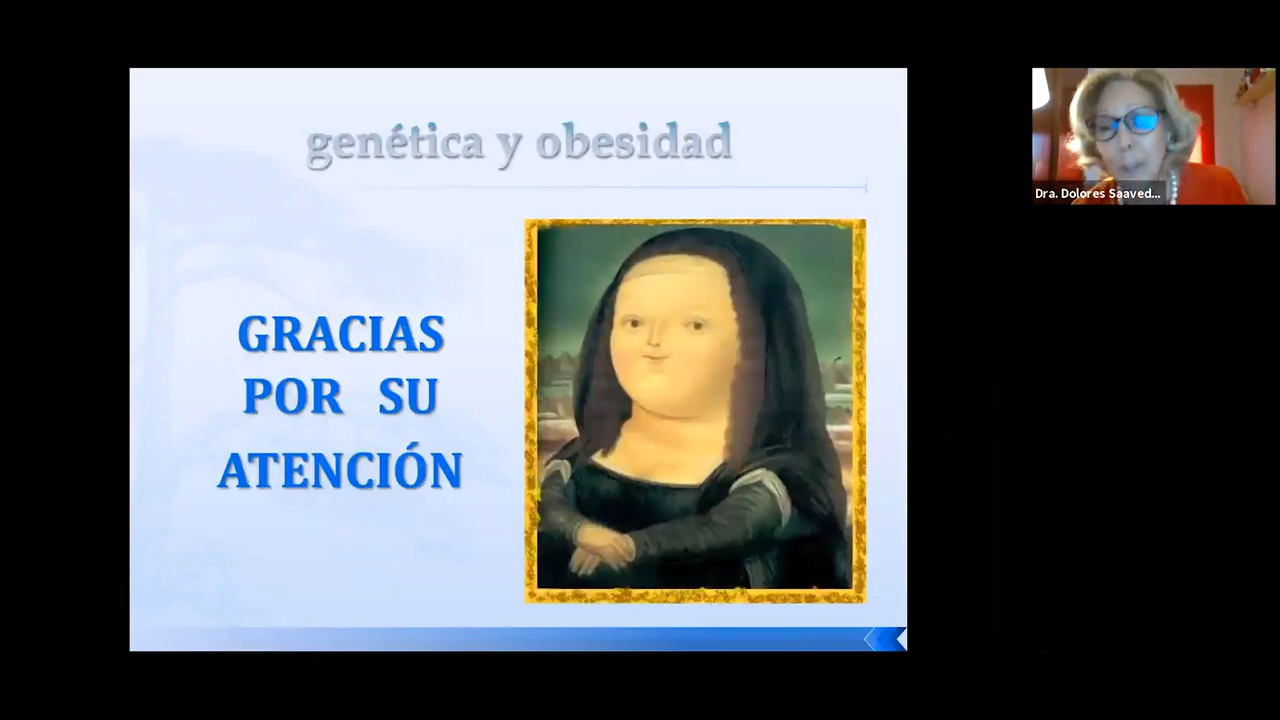 genética y obesidad
GRACIAS
POR SU
ATENCIÓN
Dra. Dolores Saaved...